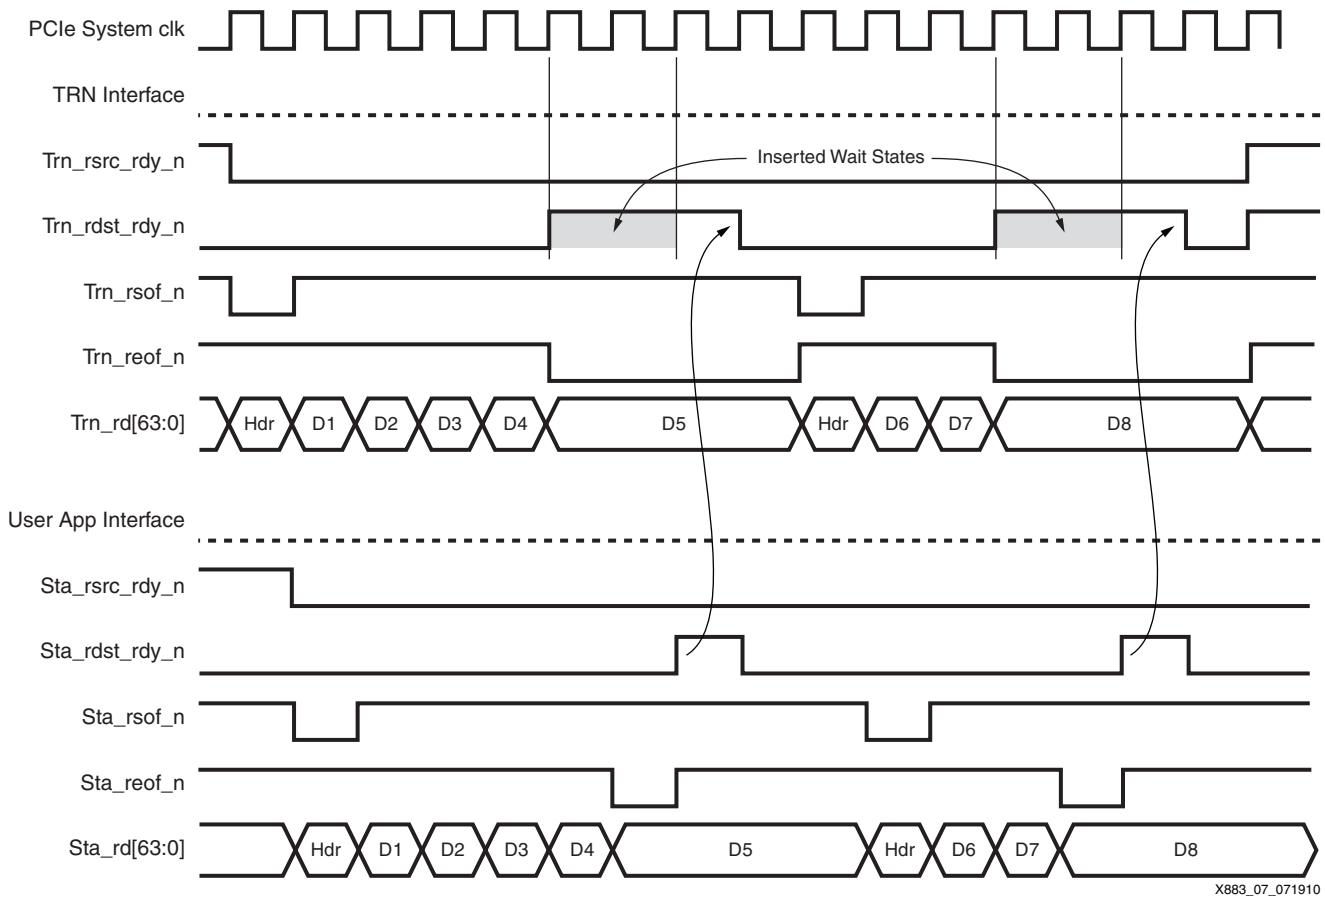 PCIe System clk
TRN Interface
Trn_rsrc_rdy_n
Inserted Wait States
Trn_rdst_rdy_n
Trn_rsof_n
Trn_reof_n
Trn_rd[63:0] Hdr D1 D2 D3 D4 D5 Hdr D6 D7 D8
User App Interface
Sta_rsrc_rdy_n
Sta_rdst_rdy_n
Sta_rsof_n
Sta_reof_n
Sta_rd[63:0] Hdr D1 D2 D3 D4 D5 Hdr D6 D7 D8
X883_07_071910